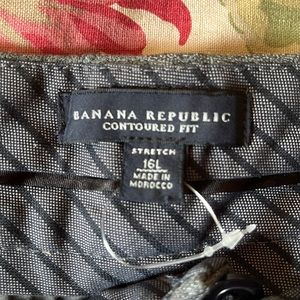 BANANA REPUBLIC
CONTOURED FIT
STRETCH
16L
MADE IN
MOROCCO